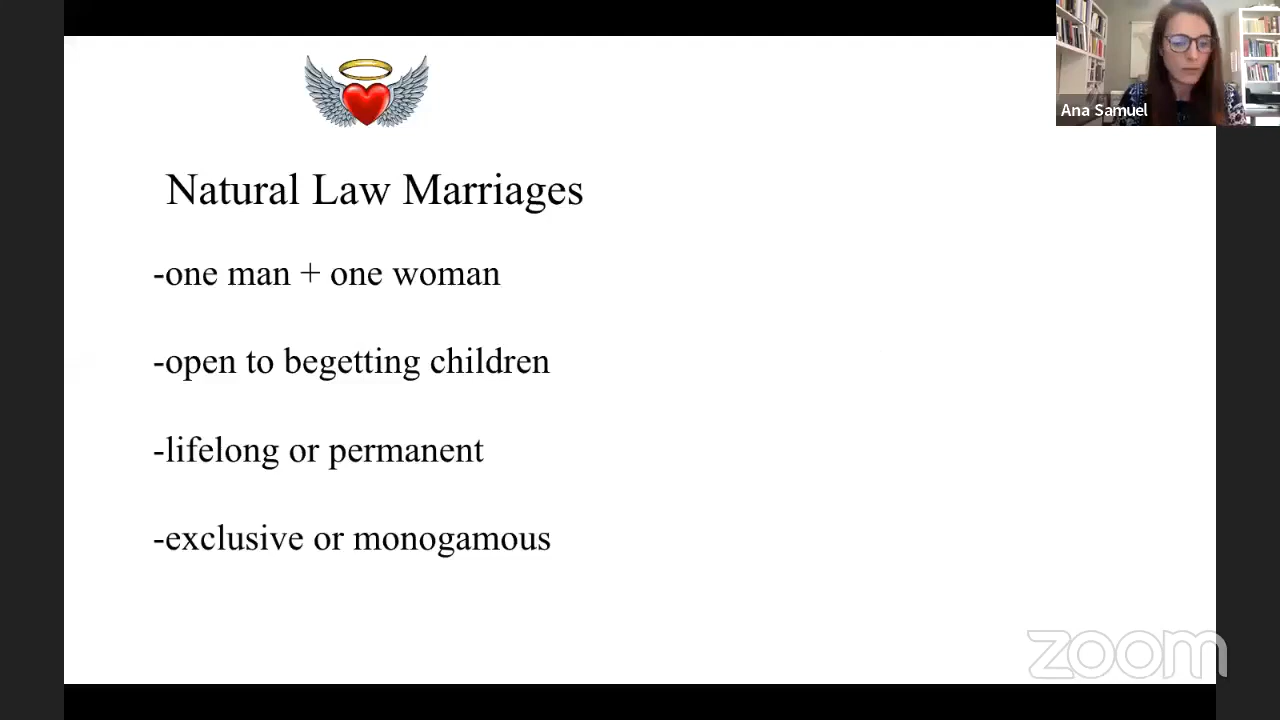 Ana Samuel
Natural Law Marriages
-one man + one woman
-open to begetting children
-lifelong or permanent
-exclusive or monogamous
zoom